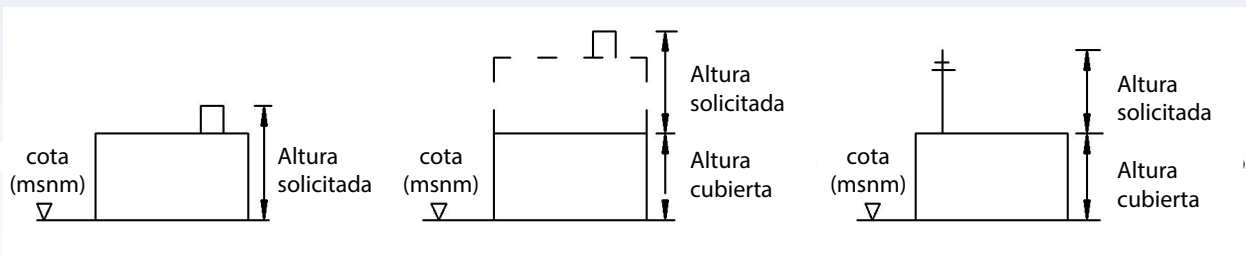 cota
(msnm)
Altura
solicitada
cota
(msnm)
Altura
solicitada
Altura
cubierta
cota
(msnm)
Altura
solicitada
Altura
cubierta